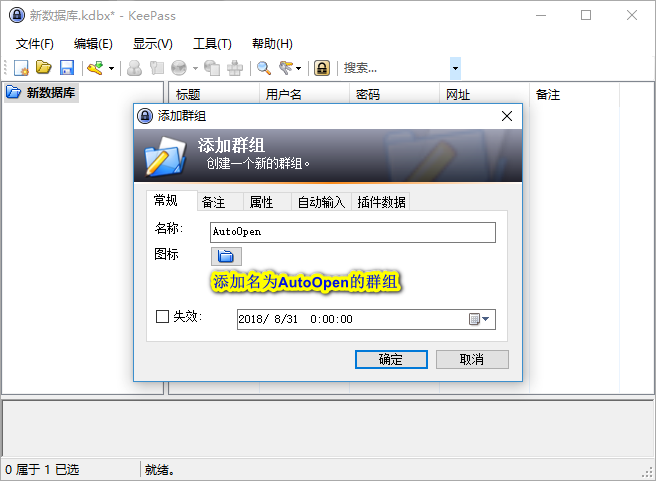 新数据库.kdbx* - KeePass
文件(F) 编辑(E) 显示(V) 工具(T) 帮助(H)
搜索...
新数据库
标题 用户名 密码 网址 备注
添加群组
添加群组
创建一个新的群组。
常规 备注 属性 自动输入 插件数据
名称: AutoOpen
图标
添加名为AutoOpen的群组
失效: 2018/ 8/31 0:00:00
确定 取消
0 属于 1 已选 就绪。